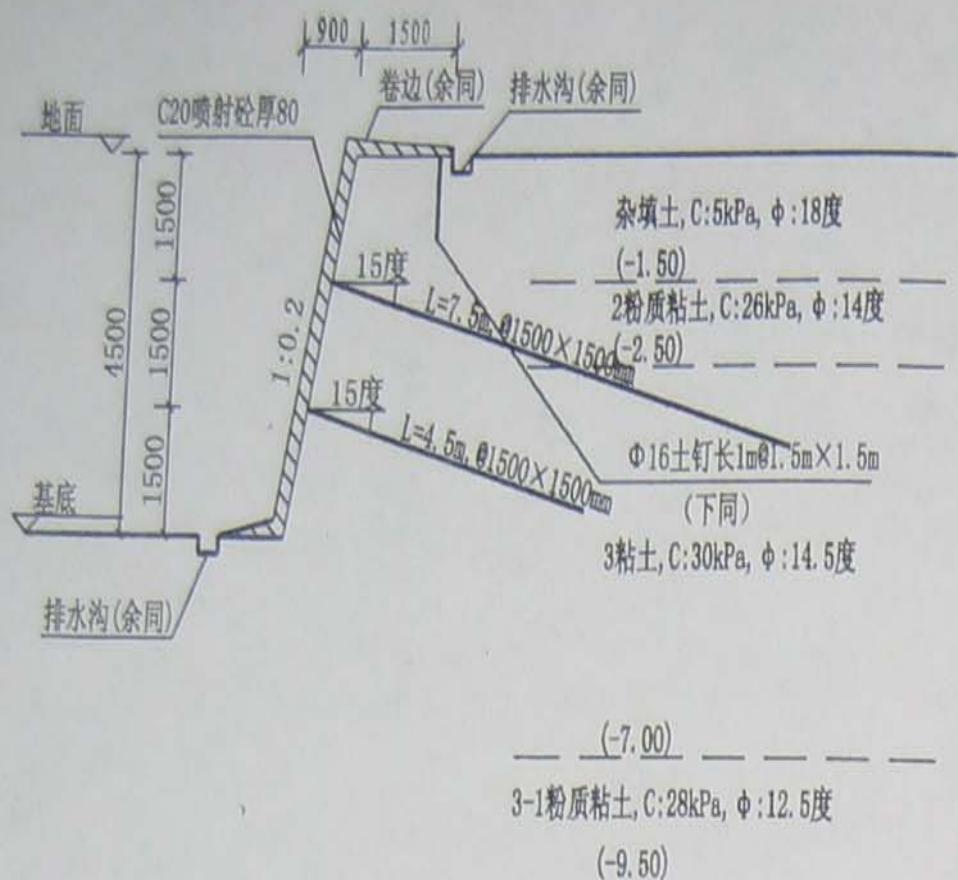 900
1500
卷边(余同)
排水沟(余同)
地面
C20喷射砼厚80
1500
1500
1500
4500
1:0.2
杂填土,C:5kPa,φ:18度
(-1.50)
15度
L=7.5m,@1500×1500mm
2粉质粘土,C:26kPa,φ:14度
(-2.50)
15度
L=4.5m,@1500×1500mm
Φ16土钉长1m@1.5m×1.5m
(下同)
基底
3粘土,C:30kPa,φ:14.5度
排水沟(余同)
(-7.00)
3-1粉质粘土,C:28kPa,φ:12.5度
(-9.50)